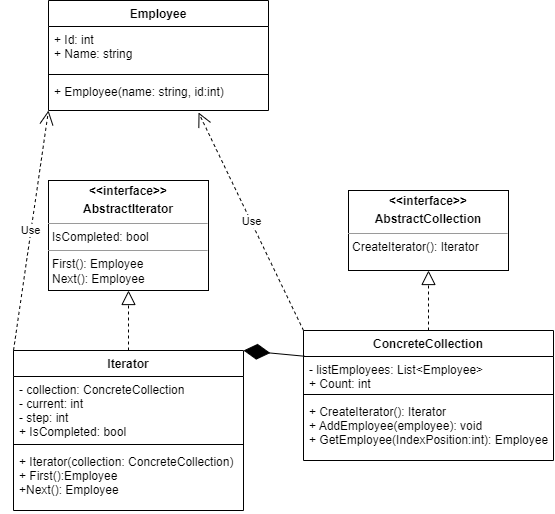 Employee
+ Id: int
+ Name: string
+ Employee(name: string, id:int)
<<interface>>
AbstractIterator
IsCompleted: bool
First(): Employee
Next(): Employee
<<interface>>
AbstractCollection
CreateIterator(): Iterator
Use
Use
Iterator
- collection: ConcreteCollection
- current: int
- step: int
+ IsCompleted: bool
+ Iterator(collection: ConcreteCollection)
+ First():Employee
+Next(): Employee
ConcreteCollection
- listEmployees: List<Employee>
+ Count: int
+ CreateIterator(): Iterator
+ AddEmployee(employee): void
+ GetEmployee(IndexPosition:int): Employee